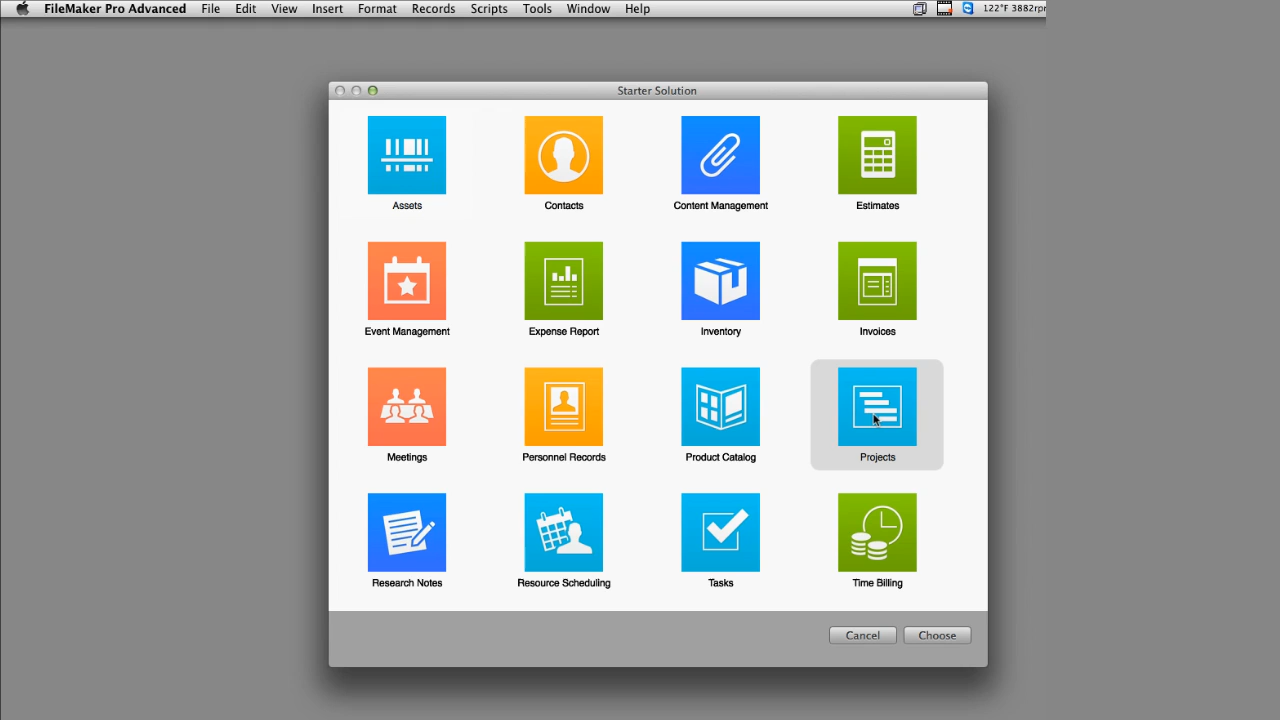 FileMaker Pro Advanced File Edit View Insert Format Records Scripts Tools Window Help 122°F 3882rpm
Starter Solution
Assets Contacts Content Management Estimates
Event Management Expense Report Inventory Invoices
Meetings Personnel Records Product Catalog Projects
Research Notes Resource Scheduling Tasks Time Billing
Cancel Choose